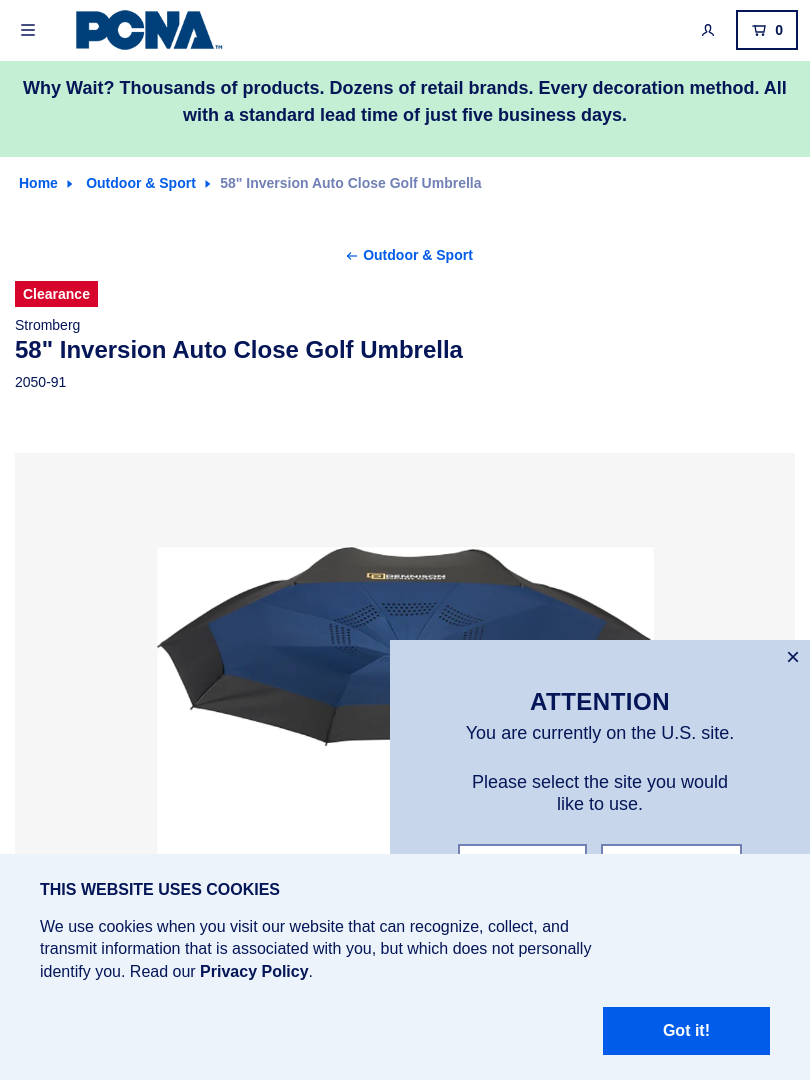 PCNA™
0
Why Wait? Thousands of products. Dozens of retail brands. Every decoration method. All
with a standard lead time of just five business days.
Home
Outdoor & Sport
58" Inversion Auto Close Golf Umbrella
Outdoor & Sport
Clearance
Stromberg
58" Inversion Auto Close Golf Umbrella
2050-91
DENNISON
ATTENTION
You are currently on the U.S. site.
Please select the site you would
like to use.
THIS WEBSITE USES COOKIES
We use cookies when you visit our website that can recognize, collect, and
transmit information that is associated with you, but which does not personally
identify you. Read our Privacy Policy.
Got it!